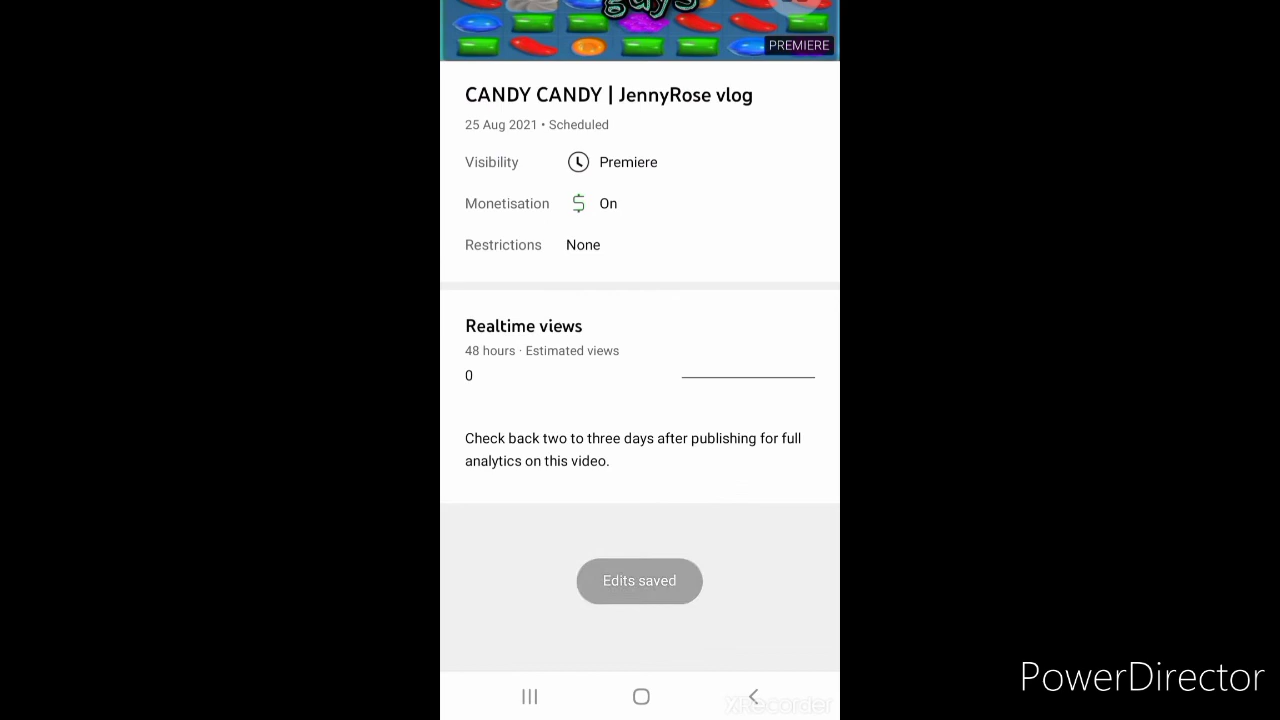 guys
PREMIERE
CANDY CANDY | JennyRose vlog
25 Aug 2021 • Scheduled
Visibility Premiere
Monetisation On
Restrictions None
Realtime views
48 hours · Estimated views
0
Check back two to three days after publishing for full
analytics on this video.
Edits saved
XRecorder
PowerDirector